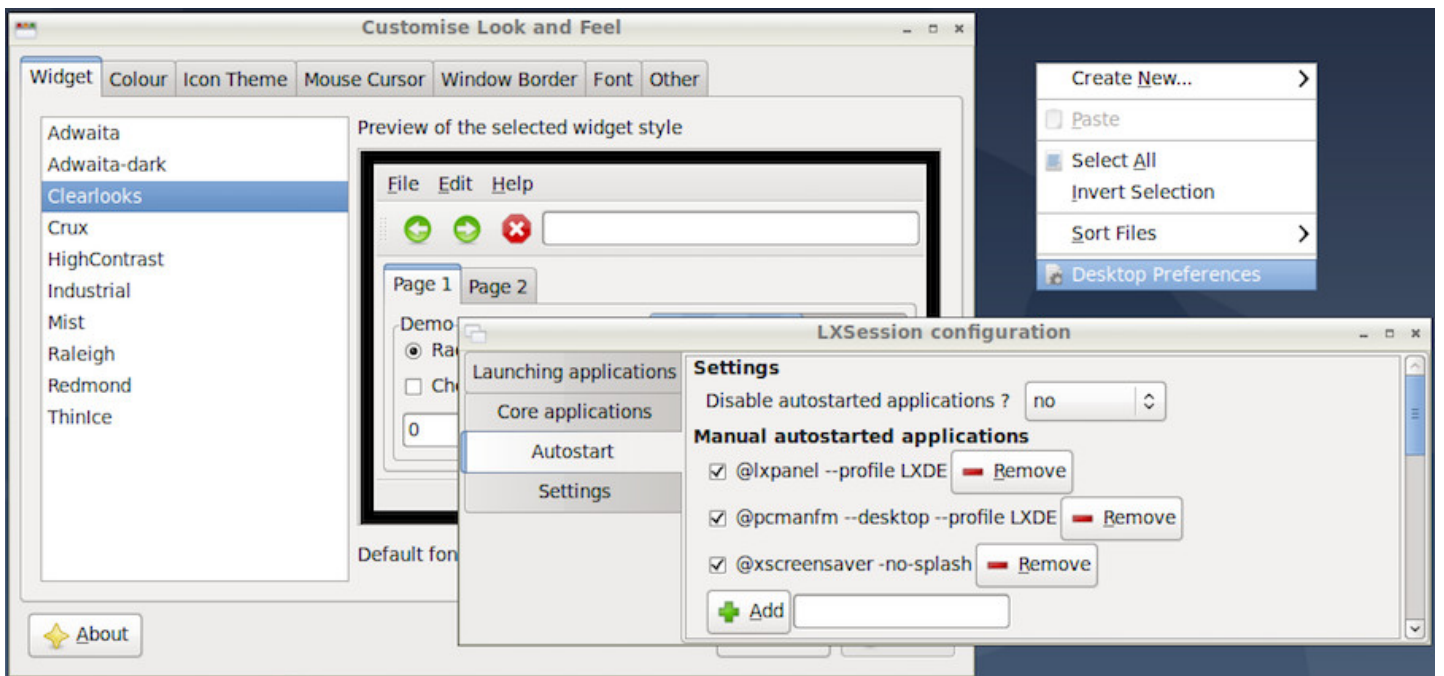 Customise Look and Feel
Widget Colour Icon Theme Mouse Cursor Window Border Font Other
Adwaita
Adwaita-dark
Clearlooks
Crux
HighContrast
Industrial
Mist
Raleigh
Redmond
ThinIce
Preview of the selected widget style
File Edit Help
Page 1 Page 2
Demo
Ra
Ch
0
Default fon
About
Create New...
Paste
Select All
Invert Selection
Sort Files
Desktop Preferences
LXSession configuration
Launching applications
Core applications
Autostart
Settings
Settings
Disable autostarted applications ? no
Manual autostarted applications
@lxpanel --profile LXDE Remove
@pcmanfm --desktop --profile LXDE Remove
@xscreensaver -no-splash Remove
Add